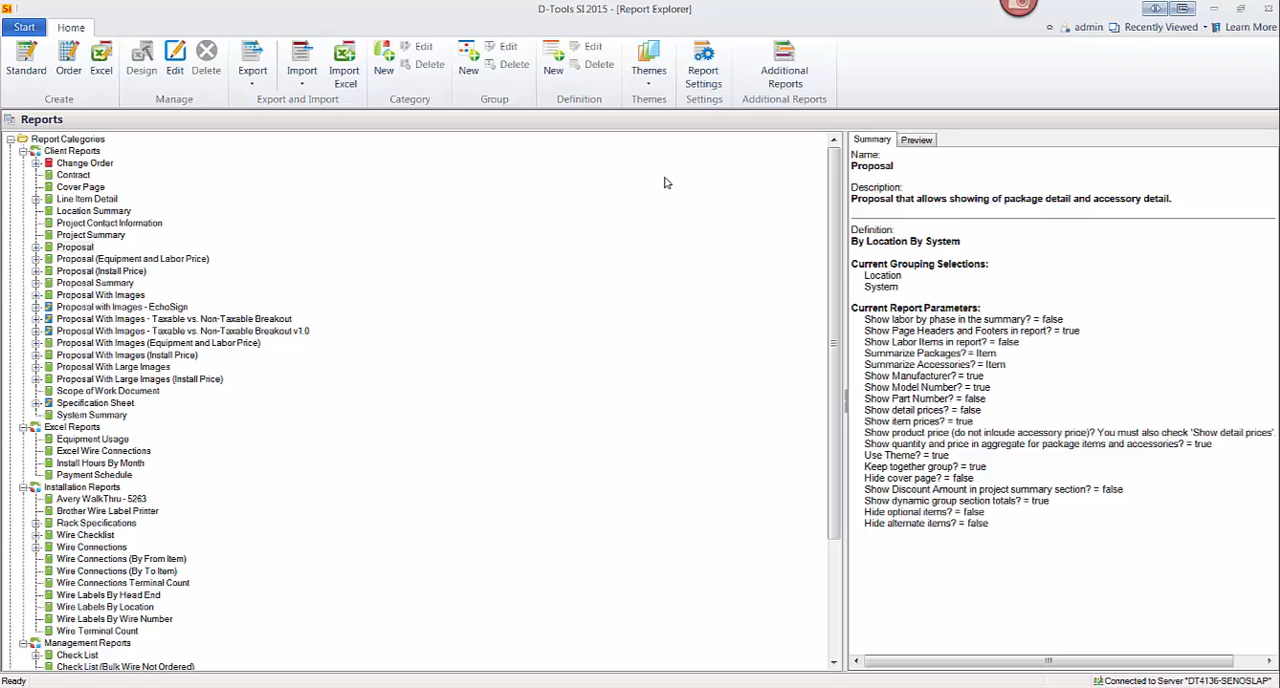 SI
D-Tools SI 2015 - [Report Explorer]
Start
Home
admin
Recently Viewed
Learn More
Standard
Order
Excel
Design
Edit
Delete
Export
Import
Import Excel
New
Edit
Delete
New
Edit
Delete
New
Edit
Delete
Themes
Report Settings
Additional Reports
Create
Manage
Export and Import
Category
Group
Definition
Themes
Settings
Additional Reports
Reports
Report Categories
Client Reports
Change Order
Contract
Cover Page
Line Item Detail
Location Summary
Project Contact Information
Project Summary
Proposal
Proposal (Equipment and Labor Price)
Proposal (Install Price)
Proposal Summary
Proposal With Images
Proposal with Images - EchoSign
Proposal With Images - Taxable vs. Non-Taxable Breakout
Proposal With Images - Taxable vs. Non-Taxable Breakout v1.0
Proposal With Images (Equipment and Labor Price)
Proposal With Images (Install Price)
Proposal With Large Images
Proposal With Large Images (Install Price)
Scope of Work Document
Specification Sheet
System Summary
Excel Reports
Equipment Usage
Excel Wire Connections
Install Hours By Month
Payment Schedule
Installation Reports
Avery WalkThru - 5263
Brother Wire Label Printer
Rack Specifications
Wire Checklist
Wire Connections
Wire Connections (By From Item)
Wire Connections (By To Item)
Wire Connections Terminal Count
Wire Labels By Head End
Wire Labels By Location
Wire Labels By Wire Number
Wire Terminal Count
Management Reports
Check List
Check List (Bulk Wire Not Ordered)
Summary
Preview
Name:
Proposal
Description:
Proposal that allows showing of package detail and accessory detail.
Definition:
By Location By System
Current Grouping Selections:
Location
System
Current Report Parameters:
Show labor by phase in the summary? = false
Show Page Headers and Footers in report? = true
Show Labor Items in report? = false
Summarize Packages? = Item
Summarize Accessories? = Item
Show Manufacturer? = true
Show Model Number? = true
Show Part Number? = false
Show detail prices? = false
Show item prices? = true
Show product price (do not inlcude accessory price)? You must also check 'Show detail prices'.
Show quantity and price in aggregate for package items and accessories? = true
Use Theme? = true
Keep together group? = true
Hide cover page? = false
Show Discount Amount in project summary section? = false
Show dynamic group section totals? = true
Hide optional items? = false
Hide alternate items? = false
Ready
Connected to Server "DT4136-SENOSLAP"